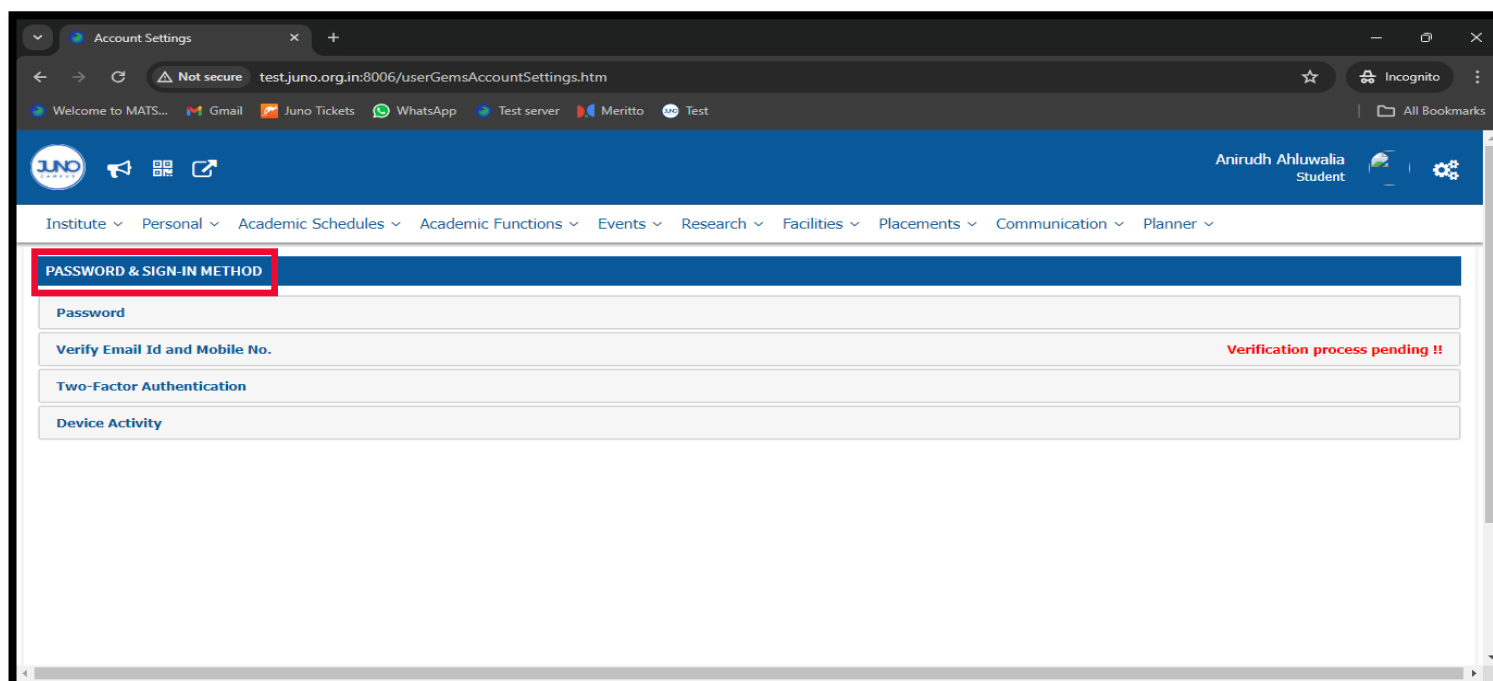 Account Settings
Not secure test.juno.org.in:8006/userGemsAccountSettings.htm Incognito
Welcome to MATS... Gmail Juno Tickets WhatsApp Test server Meritto Test All Bookmarks
JUNO
CAMPUS
Anirudh Ahluwalia
Student
Institute Personal Academic Schedules Academic Functions Events Research Facilities Placements Communication Planner
PASSWORD & SIGN-IN METHOD
Password
Verify Email Id and Mobile No. Verification process pending !!
Two-Factor Authentication
Device Activity